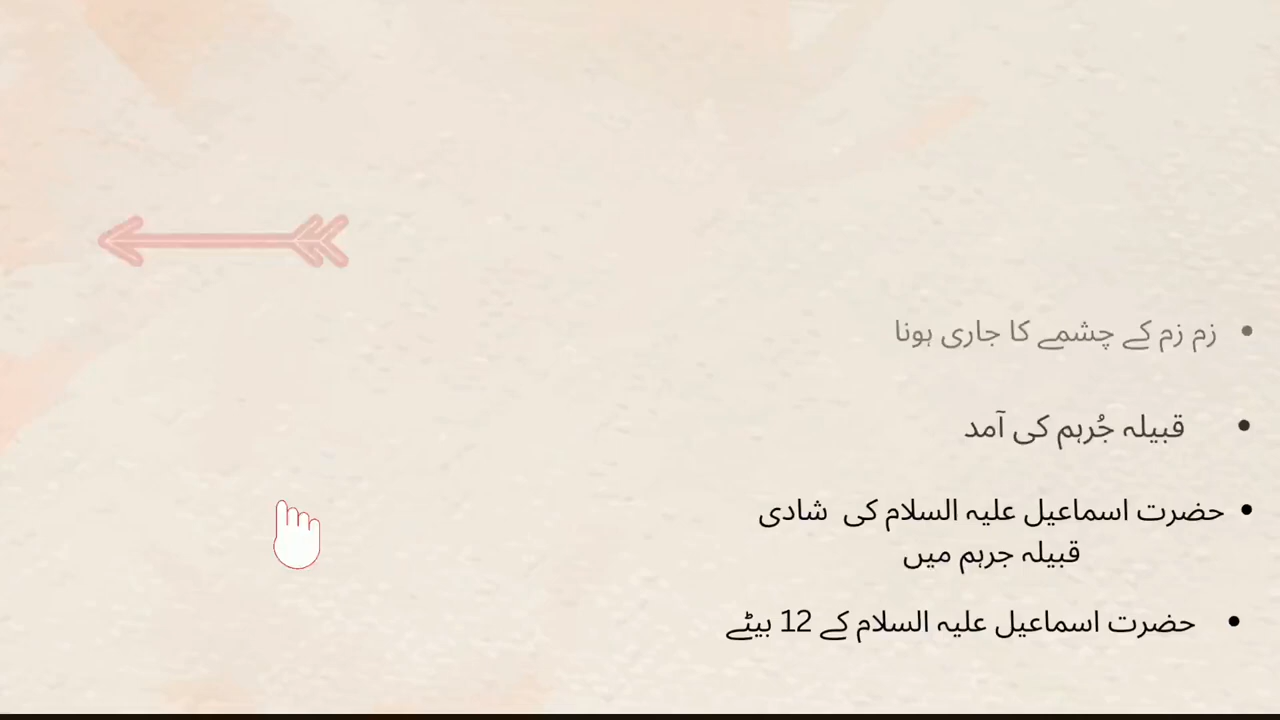 • زم زم کے چشمے کا جاری ہونا
• قبیلہ جُرہم کی آمد
• حضرت اسماعیل علیہ السلام کی شادی
قبیلہ جرہم میں
• حضرت اسماعیل علیہ السلام کے 12 بیٹے